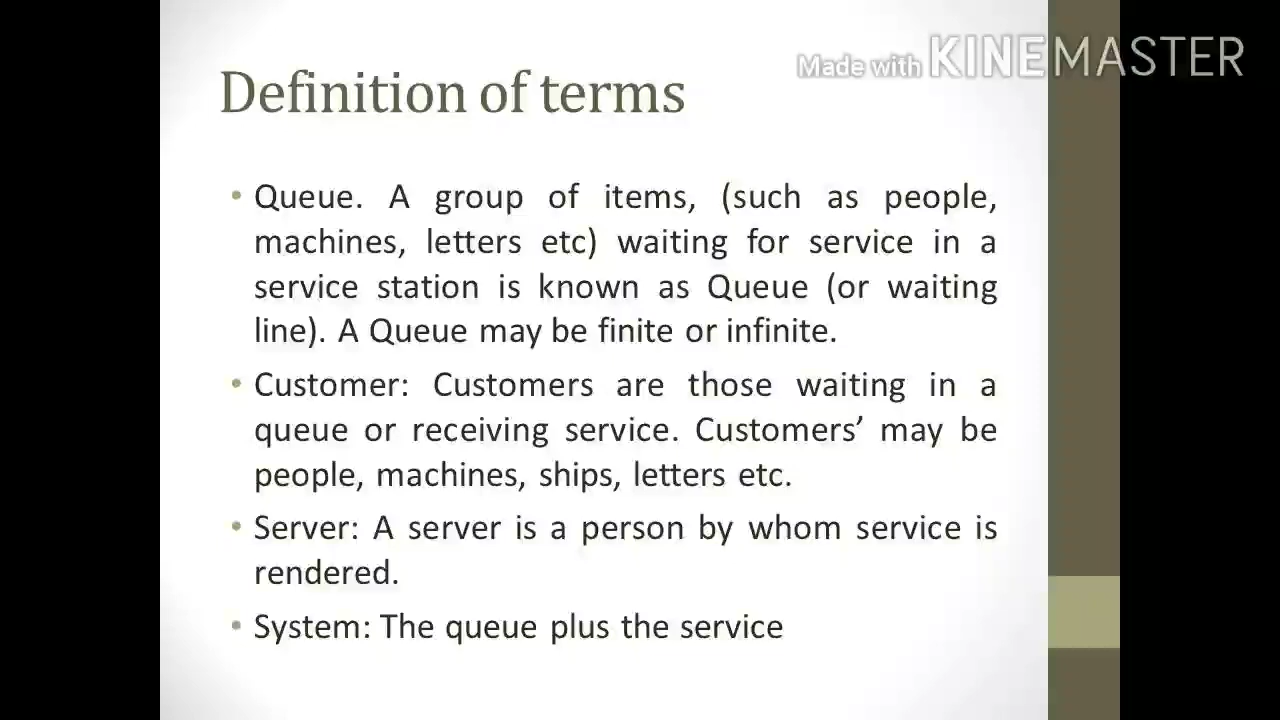 Made with KINEMASTER
Definition of terms
• Queue. A group of items, (such as people,
machines, letters etc) waiting for service in a
service station is known as Queue (or waiting
line). A Queue may be finite or infinite.
• Customer: Customers are those waiting in a
queue or receiving service. Customers’ may be
people, machines, ships, letters etc.
• Server: A server is a person by whom service is
rendered.
• System: The queue plus the service